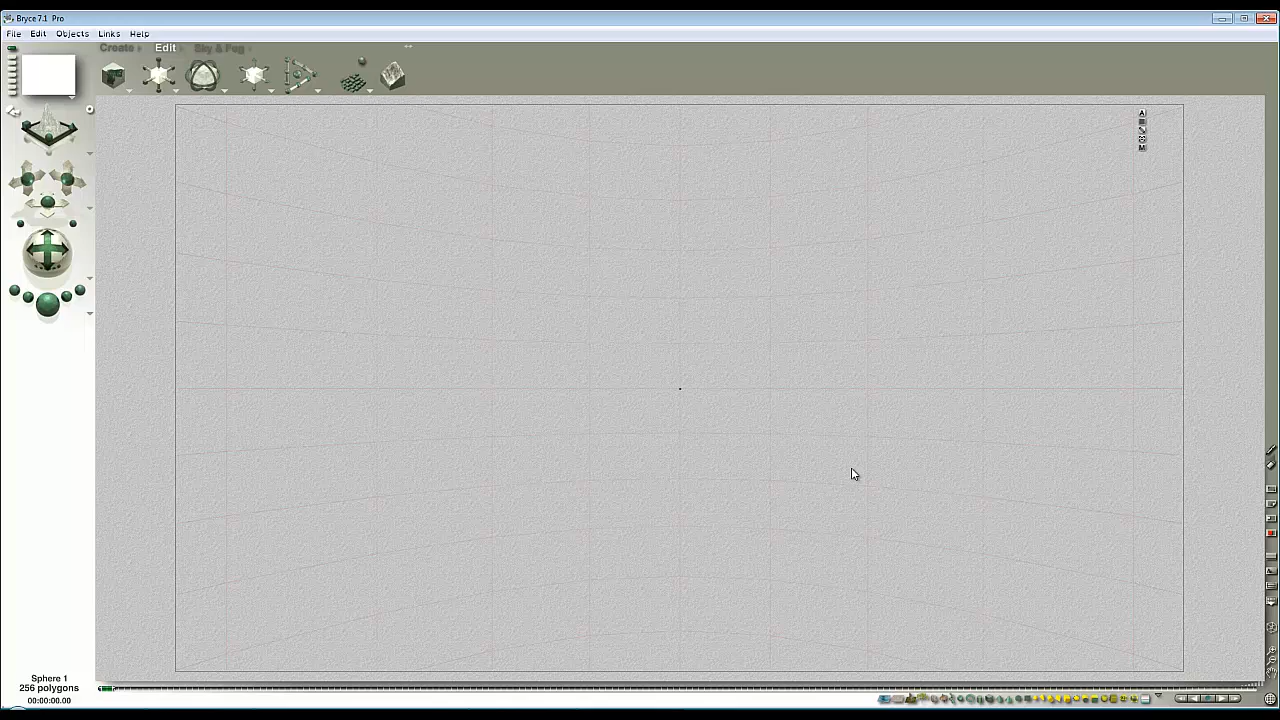 Bryce 7.1 Pro
File Edit Objects Links Help
Create Edit Sky & Fog
A
M
Sphere 1
256 polygons
00:00:00.00